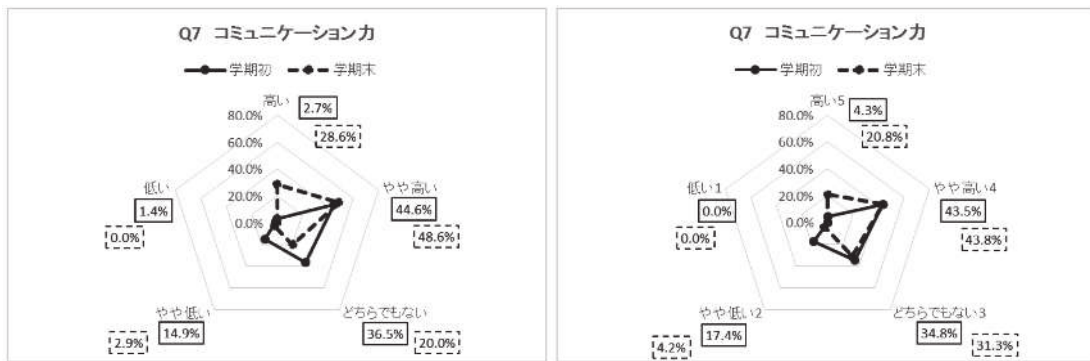 Q7 コミュニケーション力
学期初 学期末
高い
2.7%
28.6%
80.0%
60.0%
40.0%
20.0%
0.0%
やや高い
44.6%
48.6%
どちらでもない
36.5%
20.0%
やや低い
14.9%
2.9%
低い
1.4%
0.0%
Q7 コミュニケーション力
学期初 学期末
高い5
4.3%
20.8%
80.0%
60.0%
40.0%
20.0%
0.0%
やや高い4
43.5%
43.8%
どちらでもない3
34.8%
31.3%
やや低い2
17.4%
4.2%
低い1
0.0%
0.0%